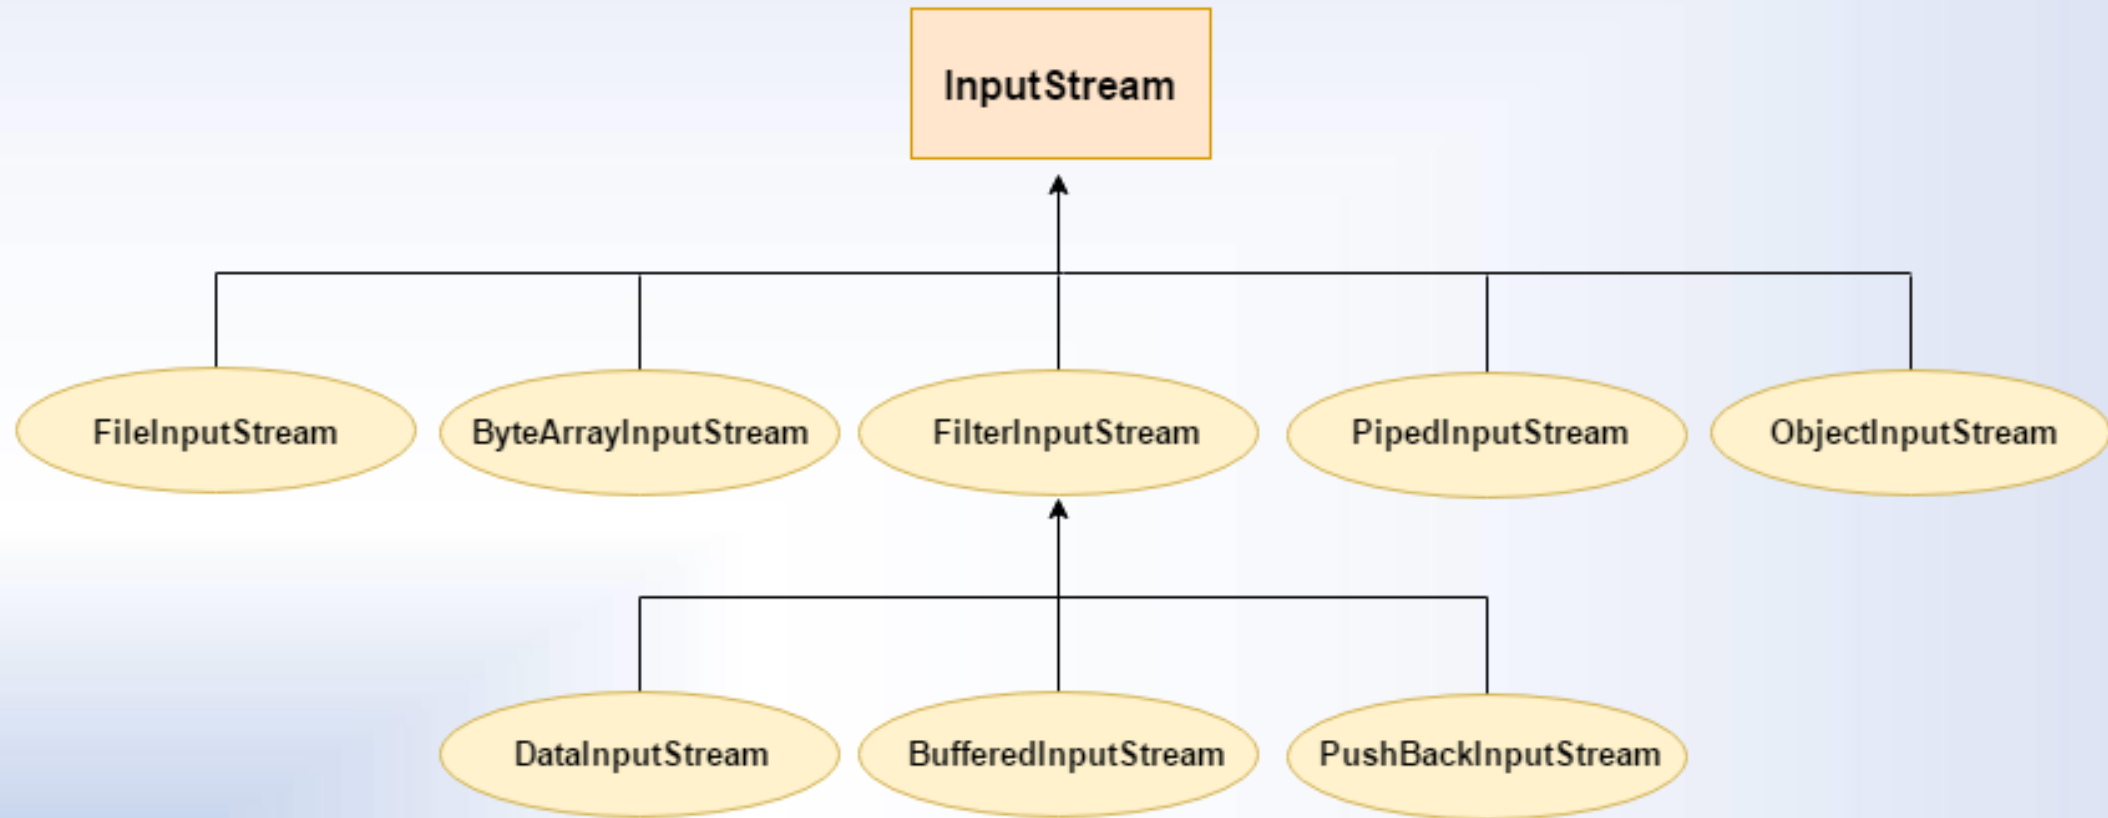 InputStream
FileInputStream
ByteArrayInputStream
FilterInputStream
PipedInputStream
ObjectInputStream
DataInputStream
BufferedInputStream
PushBackInputStream